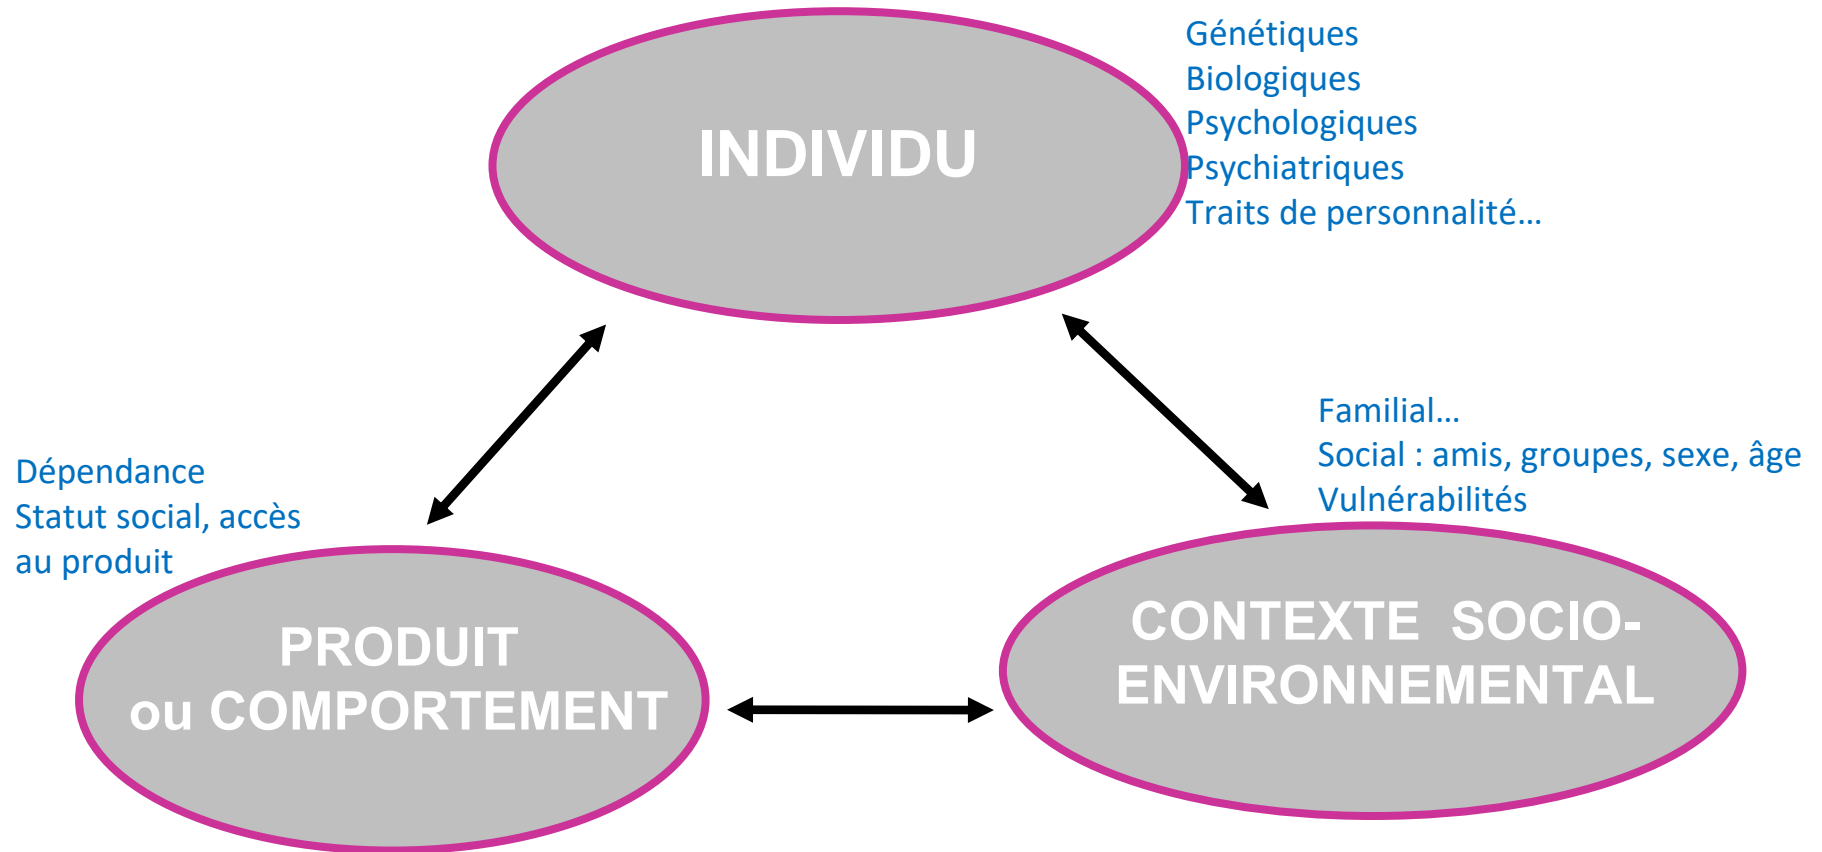 INDIVIDU
Génétiques
Biologiques
Psychologiques
Psychiatriques
Traits de personnalité…
Familial…
Social : amis, groupes, sexe, âge
Vulnérabilités
Dépendance
Statut social, accès
au produit
PRODUIT
ou COMPORTEMENT
CONTEXTE SOCIO-
ENVIRONNEMENTAL